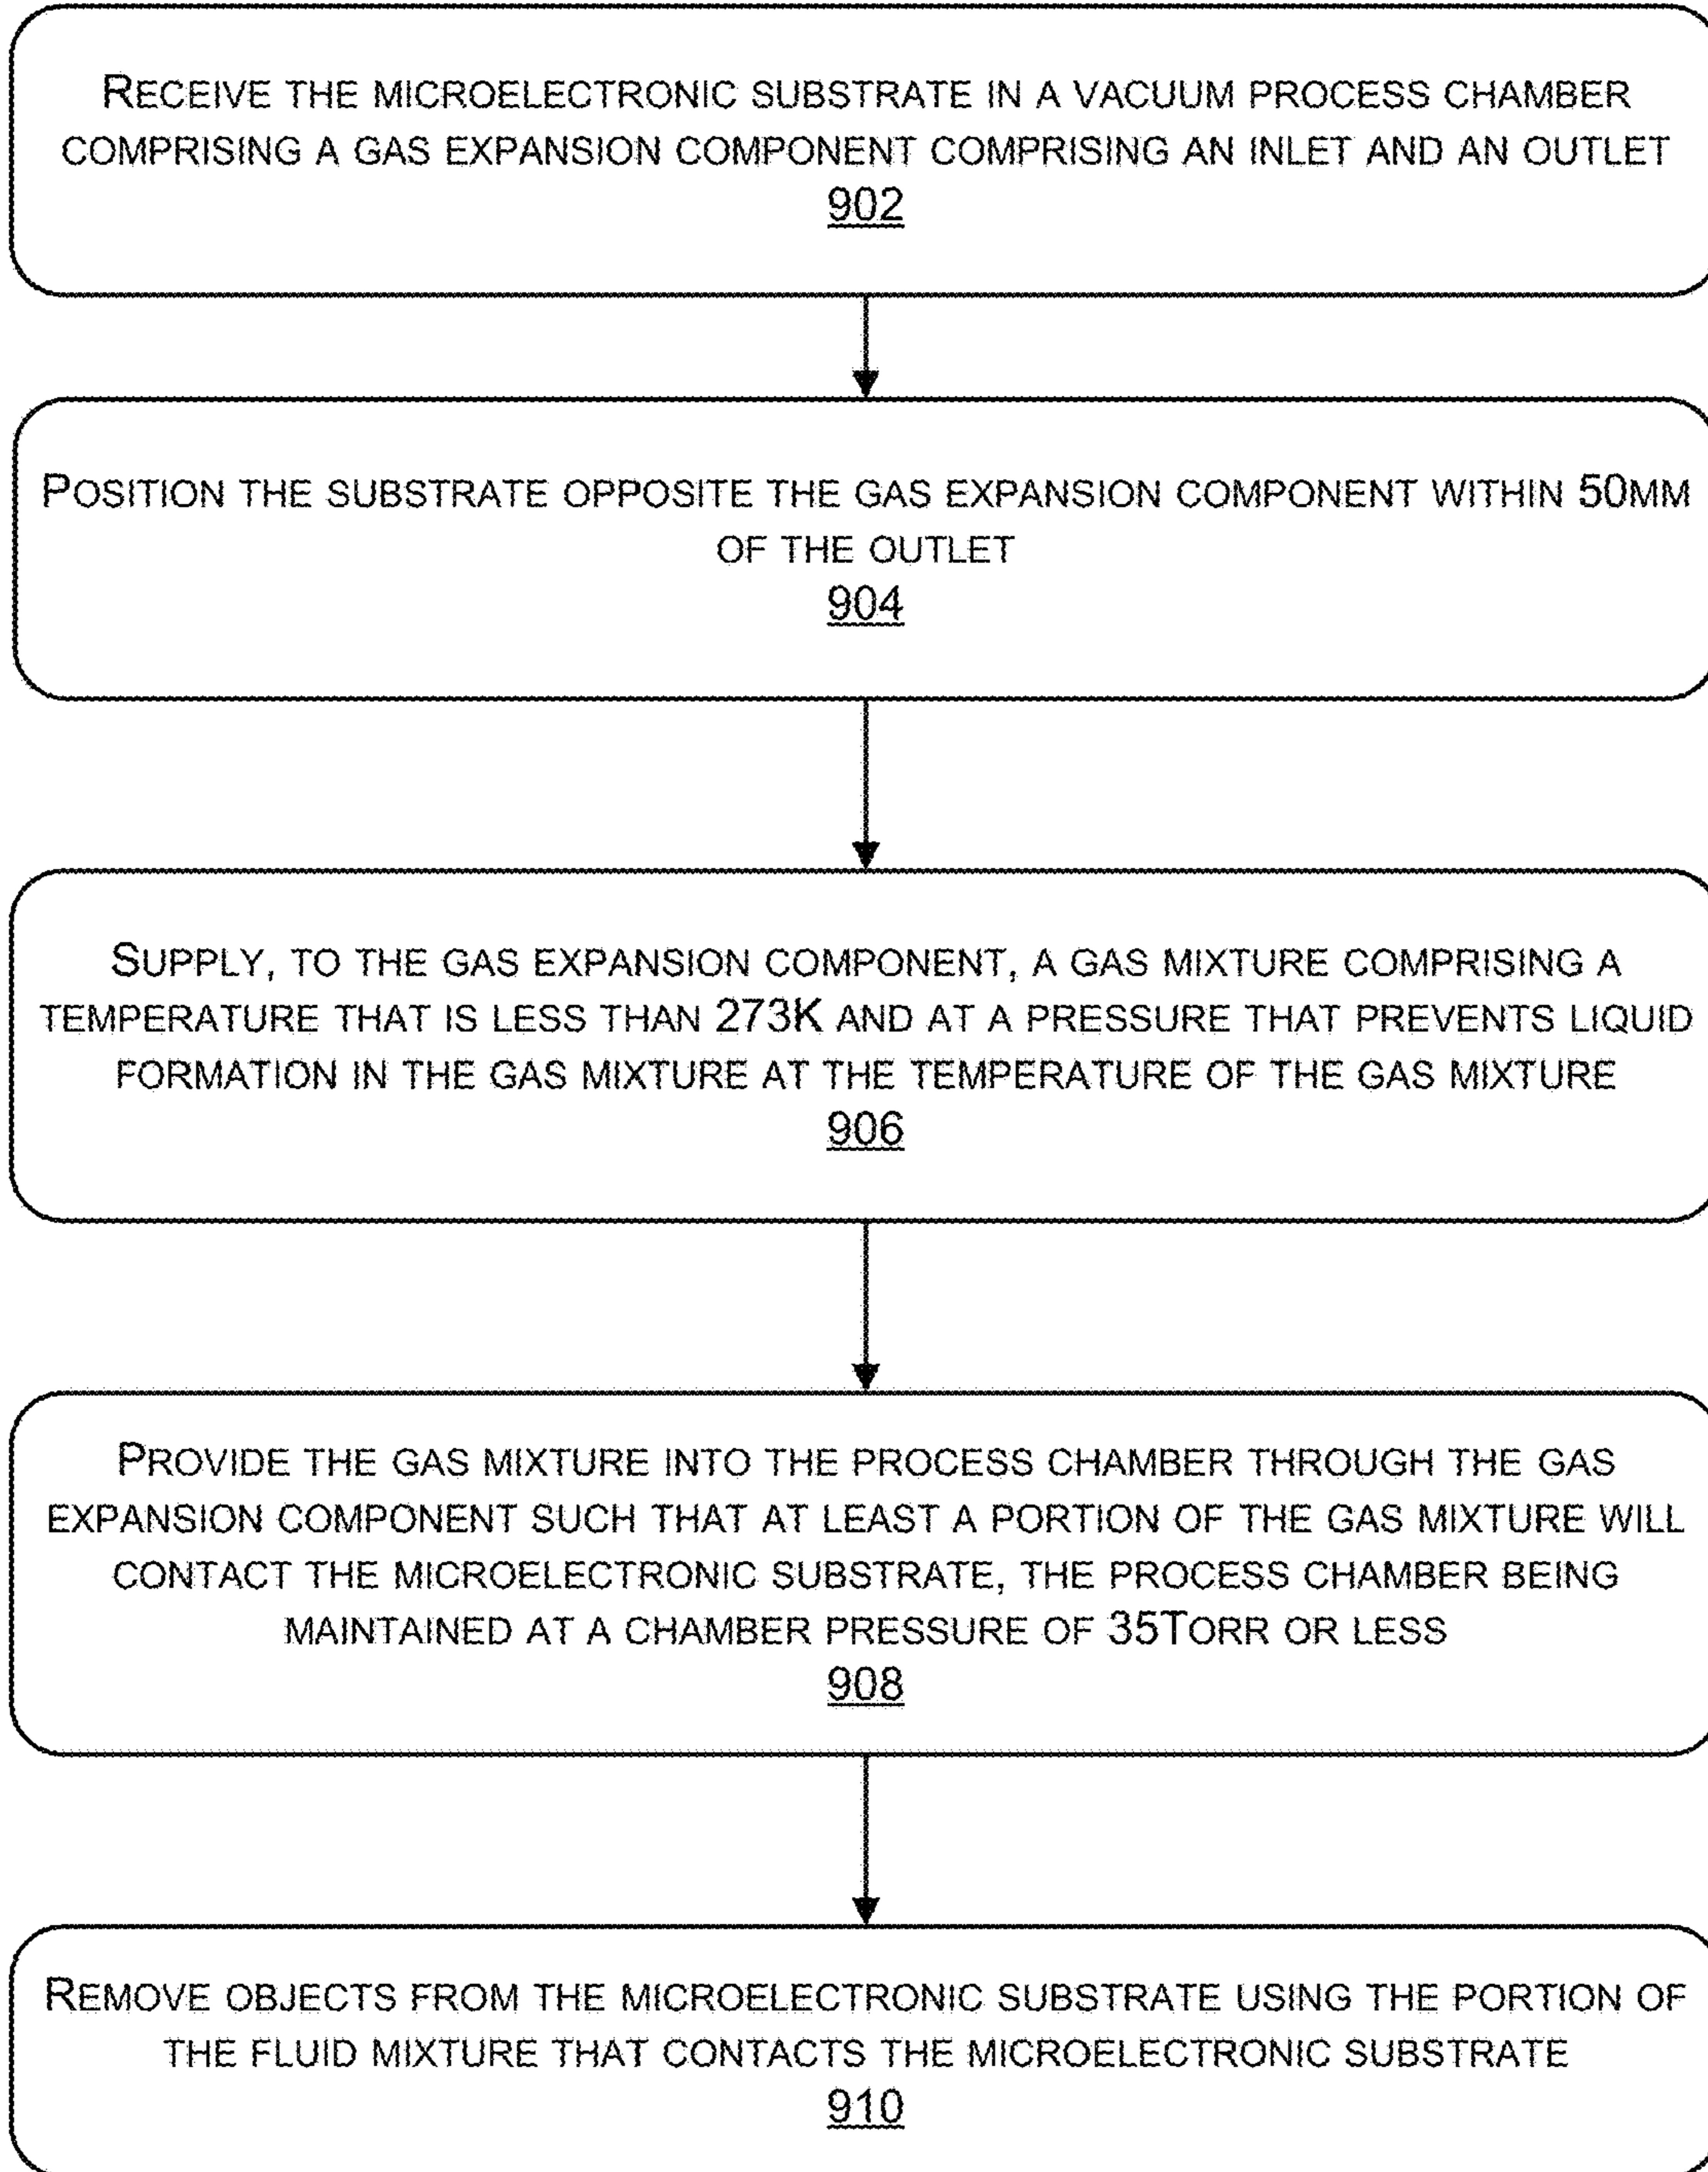 RECEIVE THE MICROELECTRONIC SUBSTRATE IN A VACUUM PROCESS CHAMBER
COMPRISING A GAS EXPANSION COMPONENT COMPRISING AN INLET AND AN OUTLET
902
POSITION THE SUBSTRATE OPPOSITE THE GAS EXPANSION COMPONENT WITHIN 50MM
OF THE OUTLET
904
SUPPLY, TO THE GAS EXPANSION COMPONENT, A GAS MIXTURE COMPRISING A
TEMPERATURE THAT IS LESS THAN 273K AND AT A PRESSURE THAT PREVENTS LIQUID
FORMATION IN THE GAS MIXTURE AT THE TEMPERATURE OF THE GAS MIXTURE
906
PROVIDE THE GAS MIXTURE INTO THE PROCESS CHAMBER THROUGH THE GAS
EXPANSION COMPONENT SUCH THAT AT LEAST A PORTION OF THE GAS MIXTURE WILL
CONTACT THE MICROELECTRONIC SUBSTRATE, THE PROCESS CHAMBER BEING
MAINTAINED AT A CHAMBER PRESSURE OF 35TORR OR LESS
908
REMOVE OBJECTS FROM THE MICROELECTRONIC SUBSTRATE USING THE PORTION OF
THE FLUID MIXTURE THAT CONTACTS THE MICROELECTRONIC SUBSTRATE
910